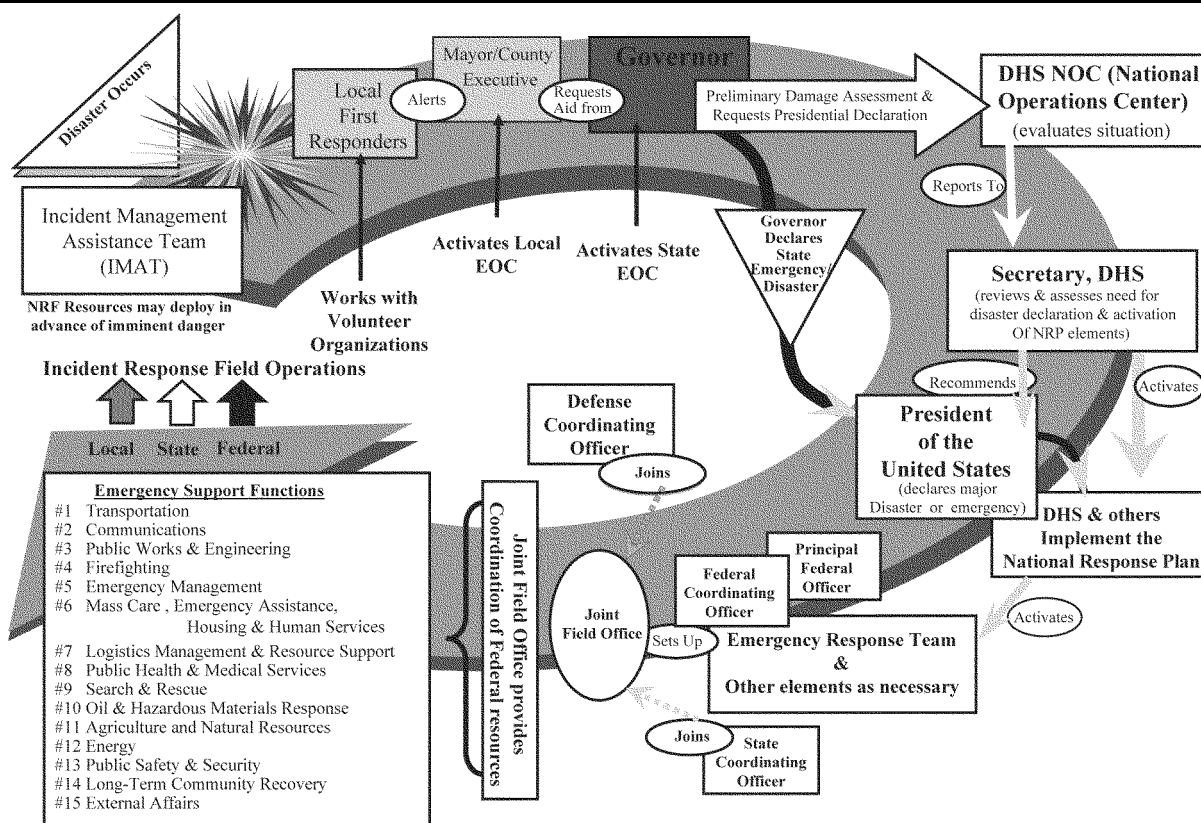 Disaster Occurs
Local
First
Responders
Alerts
Mayor/County
Executive
Requests
Aid from
Governor
Preliminary Damage Assessment &
Requests Presidential Declaration
DHS NOC (National
Operations Center)
(evaluates situation)
Reports To
Incident Management
Assistance Team
(IMAT)
NRF Resources may deploy in
advance of imminent danger
Works with
Volunteer
Organizations
Activates Local
EOC
Activates State
EOC
Governor
Declares
State
Emergency/
Disaster
Secretary, DHS
(reviews & assesses need for
disaster declaration & activation
Of NRP elements)
Recommends
Activates
President
of the
United States
(declares major
Disaster or emergency)
DHS & others
Implement the
National Response Plan
Activates
Principal
Federal
Officer
Federal
Coordinating
Officer
Emergency Response Team
&
Other elements as necessary
Sets Up
Defense
Coordinating
Officer
Joins
Joint
Field Office
Joins
State
Coordinating
Officer
Joint Field Office provides
Coordination of Federal resources
Incident Response Field Operations
Local State Federal
Emergency Support Functions
#1 Transportation
#2 Communications
#3 Public Works & Engineering
#4 Firefighting
#5 Emergency Management
#6 Mass Care , Emergency Assistance,
Housing & Human Services
#7 Logistics Management & Resource Support
#8 Public Health & Medical Services
#9 Search & Rescue
#10 Oil & Hazardous Materials Response
#11 Agriculture and Natural Resources
#12 Energy
#13 Public Safety & Security
#14 Long-Term Community Recovery
#15 External Affairs